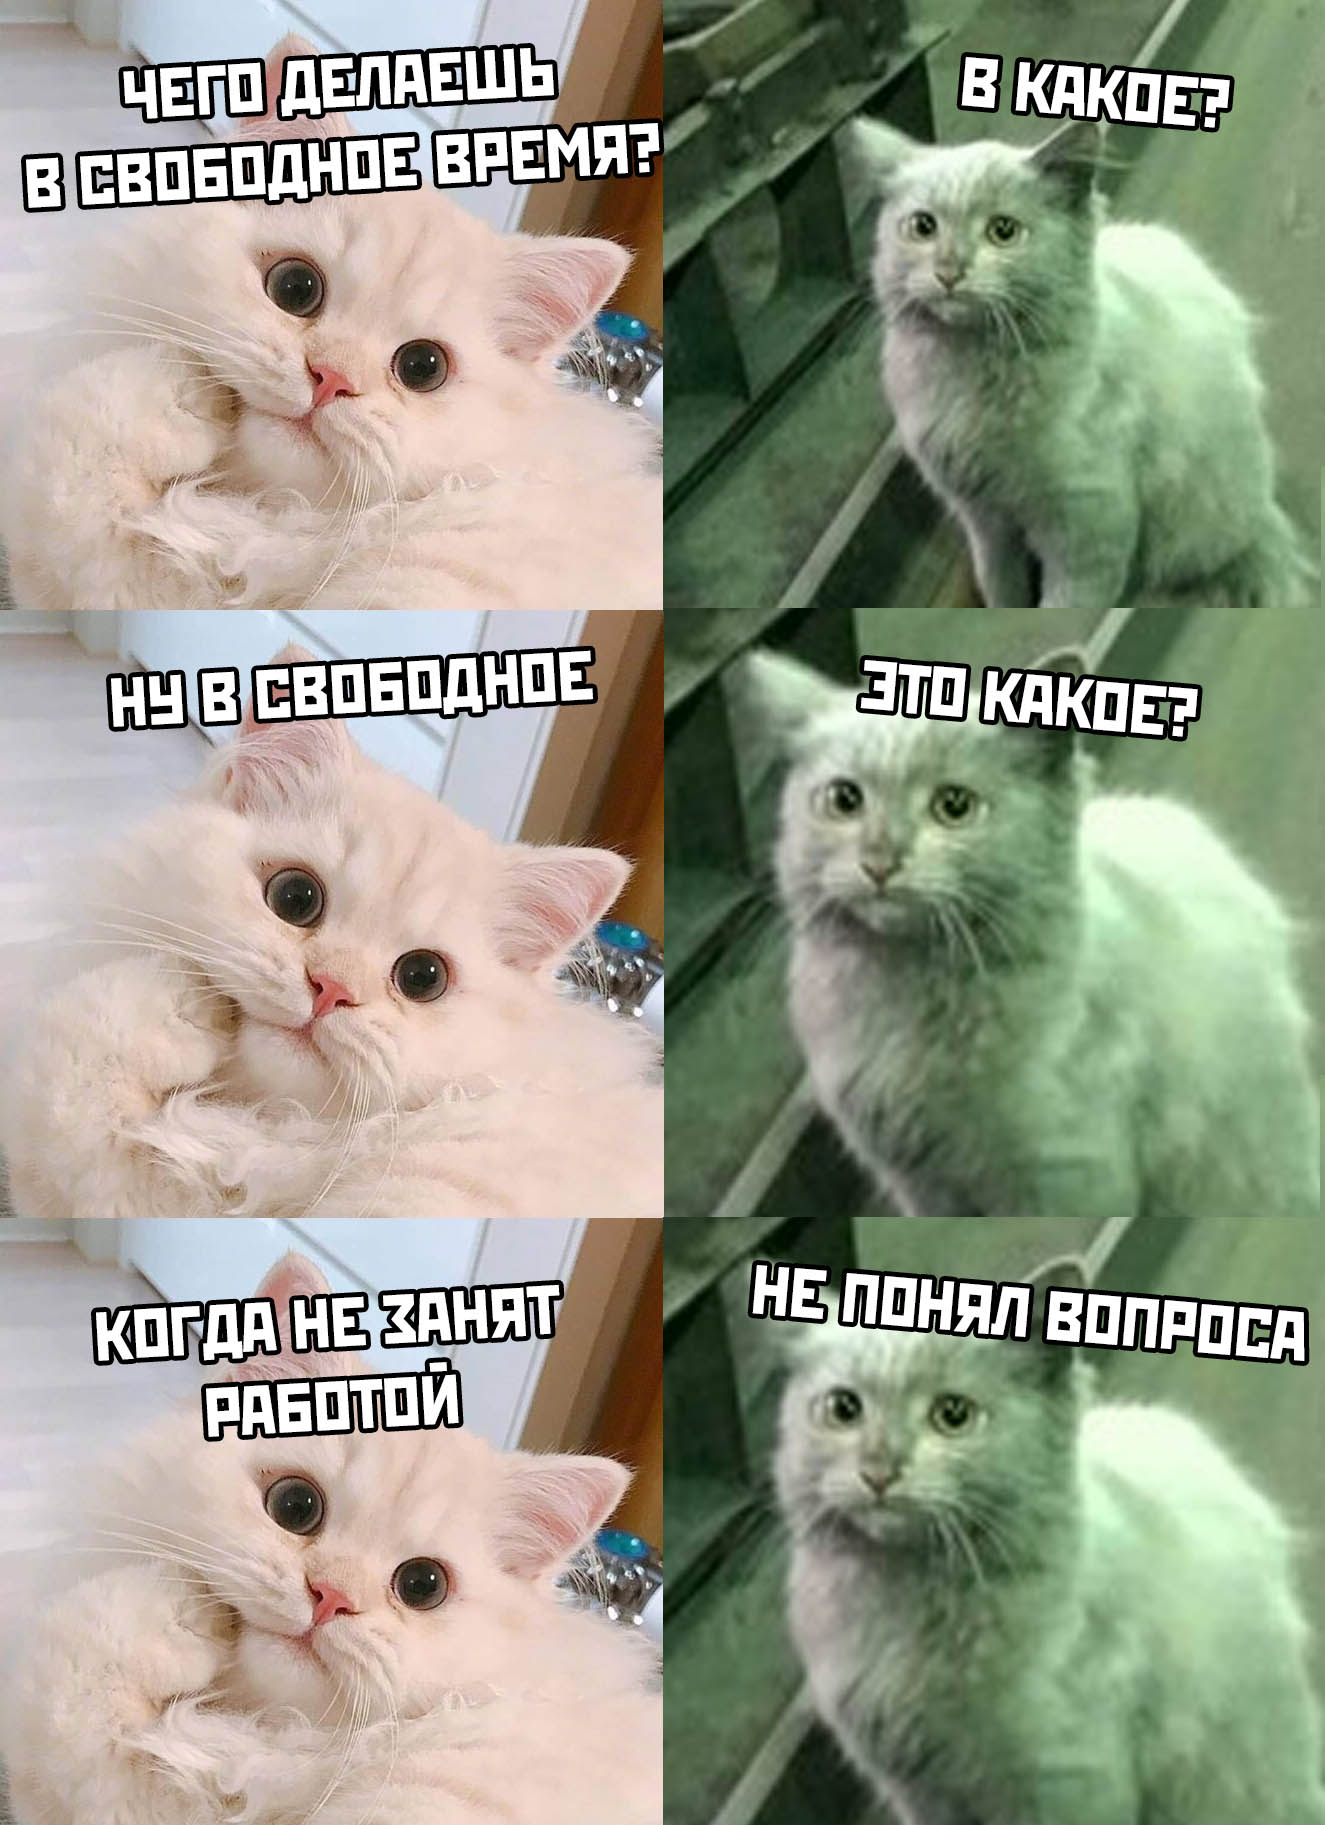 ЧЕГО ДЕЛАЕШЬ
В СВОБОДНОЕ ВРЕМЯ?
В КАКОЕ?
НУ В СВОБОДНОЕ
ЭТО КАКОЕ?
КОГДА НЕ ЗАНЯТ
РАБОТОЙ
НЕ ПОНЯЛ ВОПРОСА